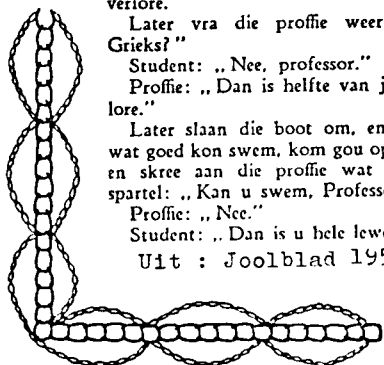 verlore.
Later vra die proffie weer
Grieks?"
Student: „Nee, professor."
Proffie: „Dan is helfte van j
lore."
Later slaan die boot om, en
wat goed kon swem, kom gou op
en skree aan die proffie wat
spartel: „Kan u swem, Profess
Proffie: „Nee."
Student: „Dan is u hele lewe
Uit : Joolblad 195